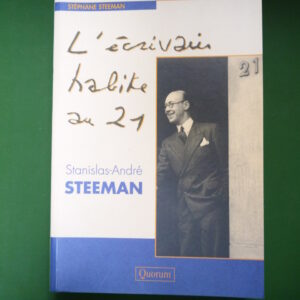 STÉPHANE STEEMAN
L'écrivain
habite
au 21
21
Stanislas-André
STEEMAN
Quorum